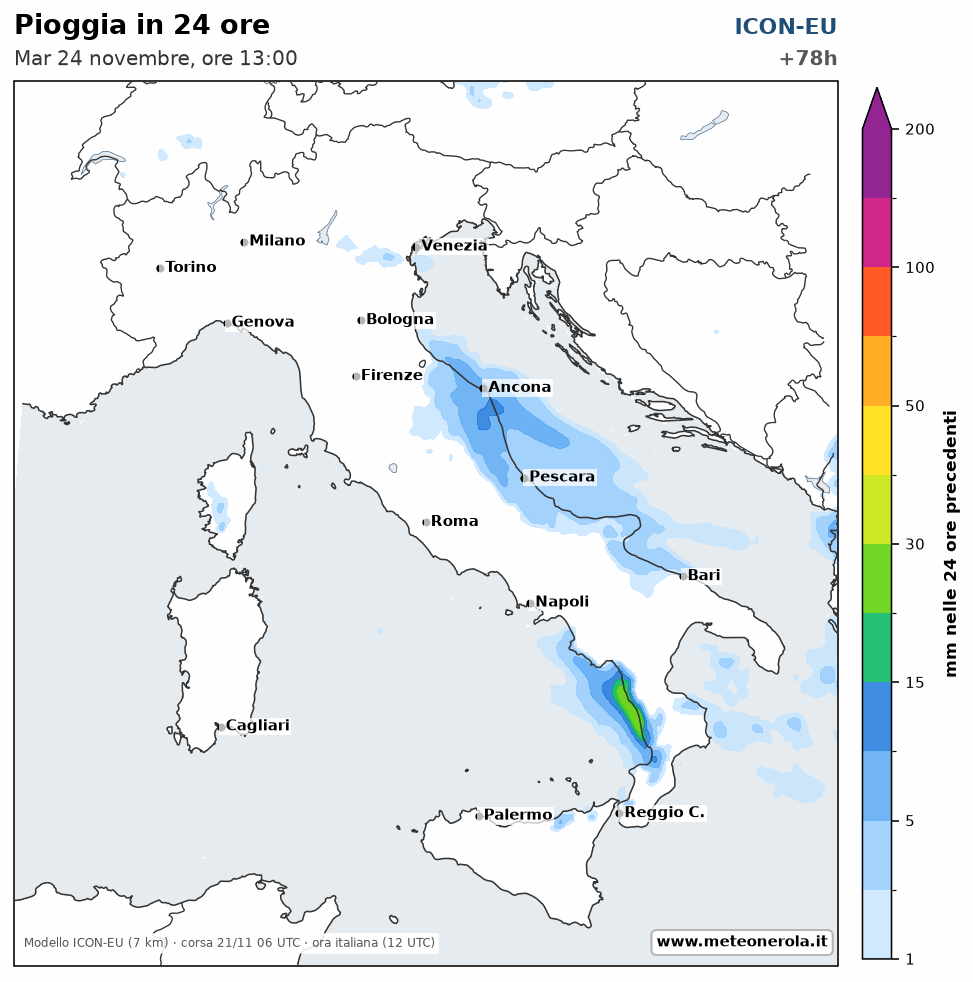 Pioggia in 24 ore
ICON-EU
Mar 24 novembre, ore 13:00
+78h
200
100
50
30
15
5
1
mm nelle 24 ore precedenti
Venezia
Milano
Torino
Bologna
Genova
Firenze
Ancona
Pescara
Roma
Bari
Napoli
Cagliari
Palermo
Reggio C.
Modello ICON-EU (7 km) · corsa 21/11 06 UTC · ora italiana (12 UTC)
www.meteonerola.it